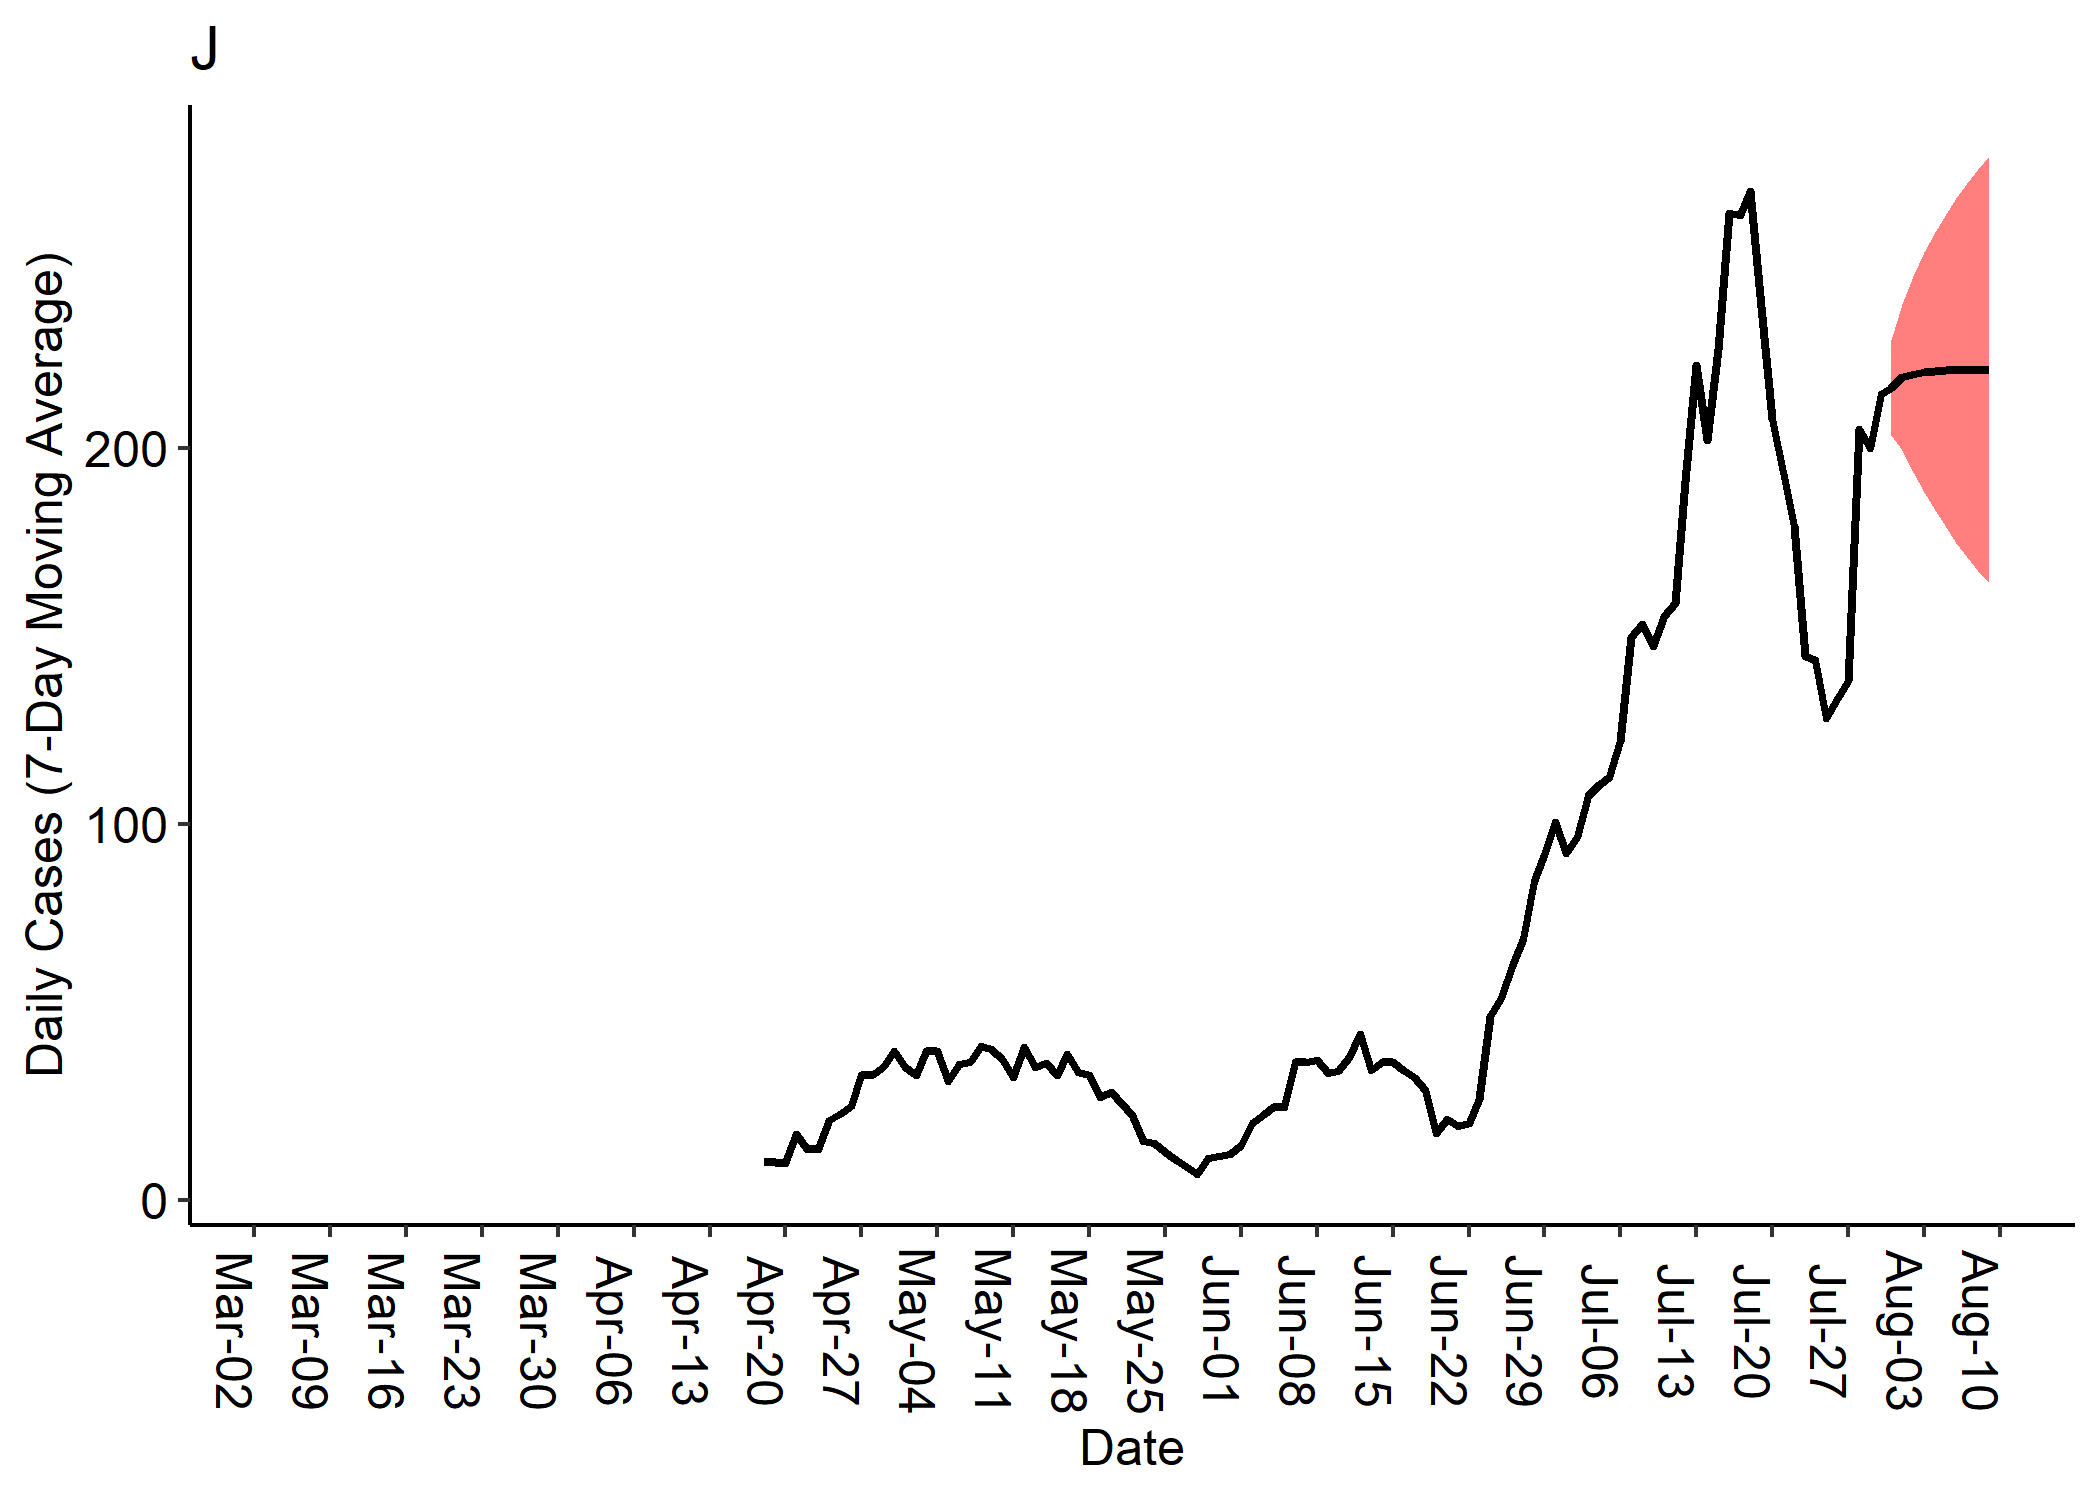 J
Daily Cases (7-Day Moving Average)
200
100
0
Mar-02
Mar-09
Mar-16
Mar-23
Mar-30
Apr-06
Apr-13
Apr-20
Apr-27
May-04
May-11
May-18
May-25
Jun-01
Jun-08
Jun-15
Jun-22
Jun-29
Jul-06
Jul-13
Jul-20
Jul-27
Aug-03
Aug-10
Date